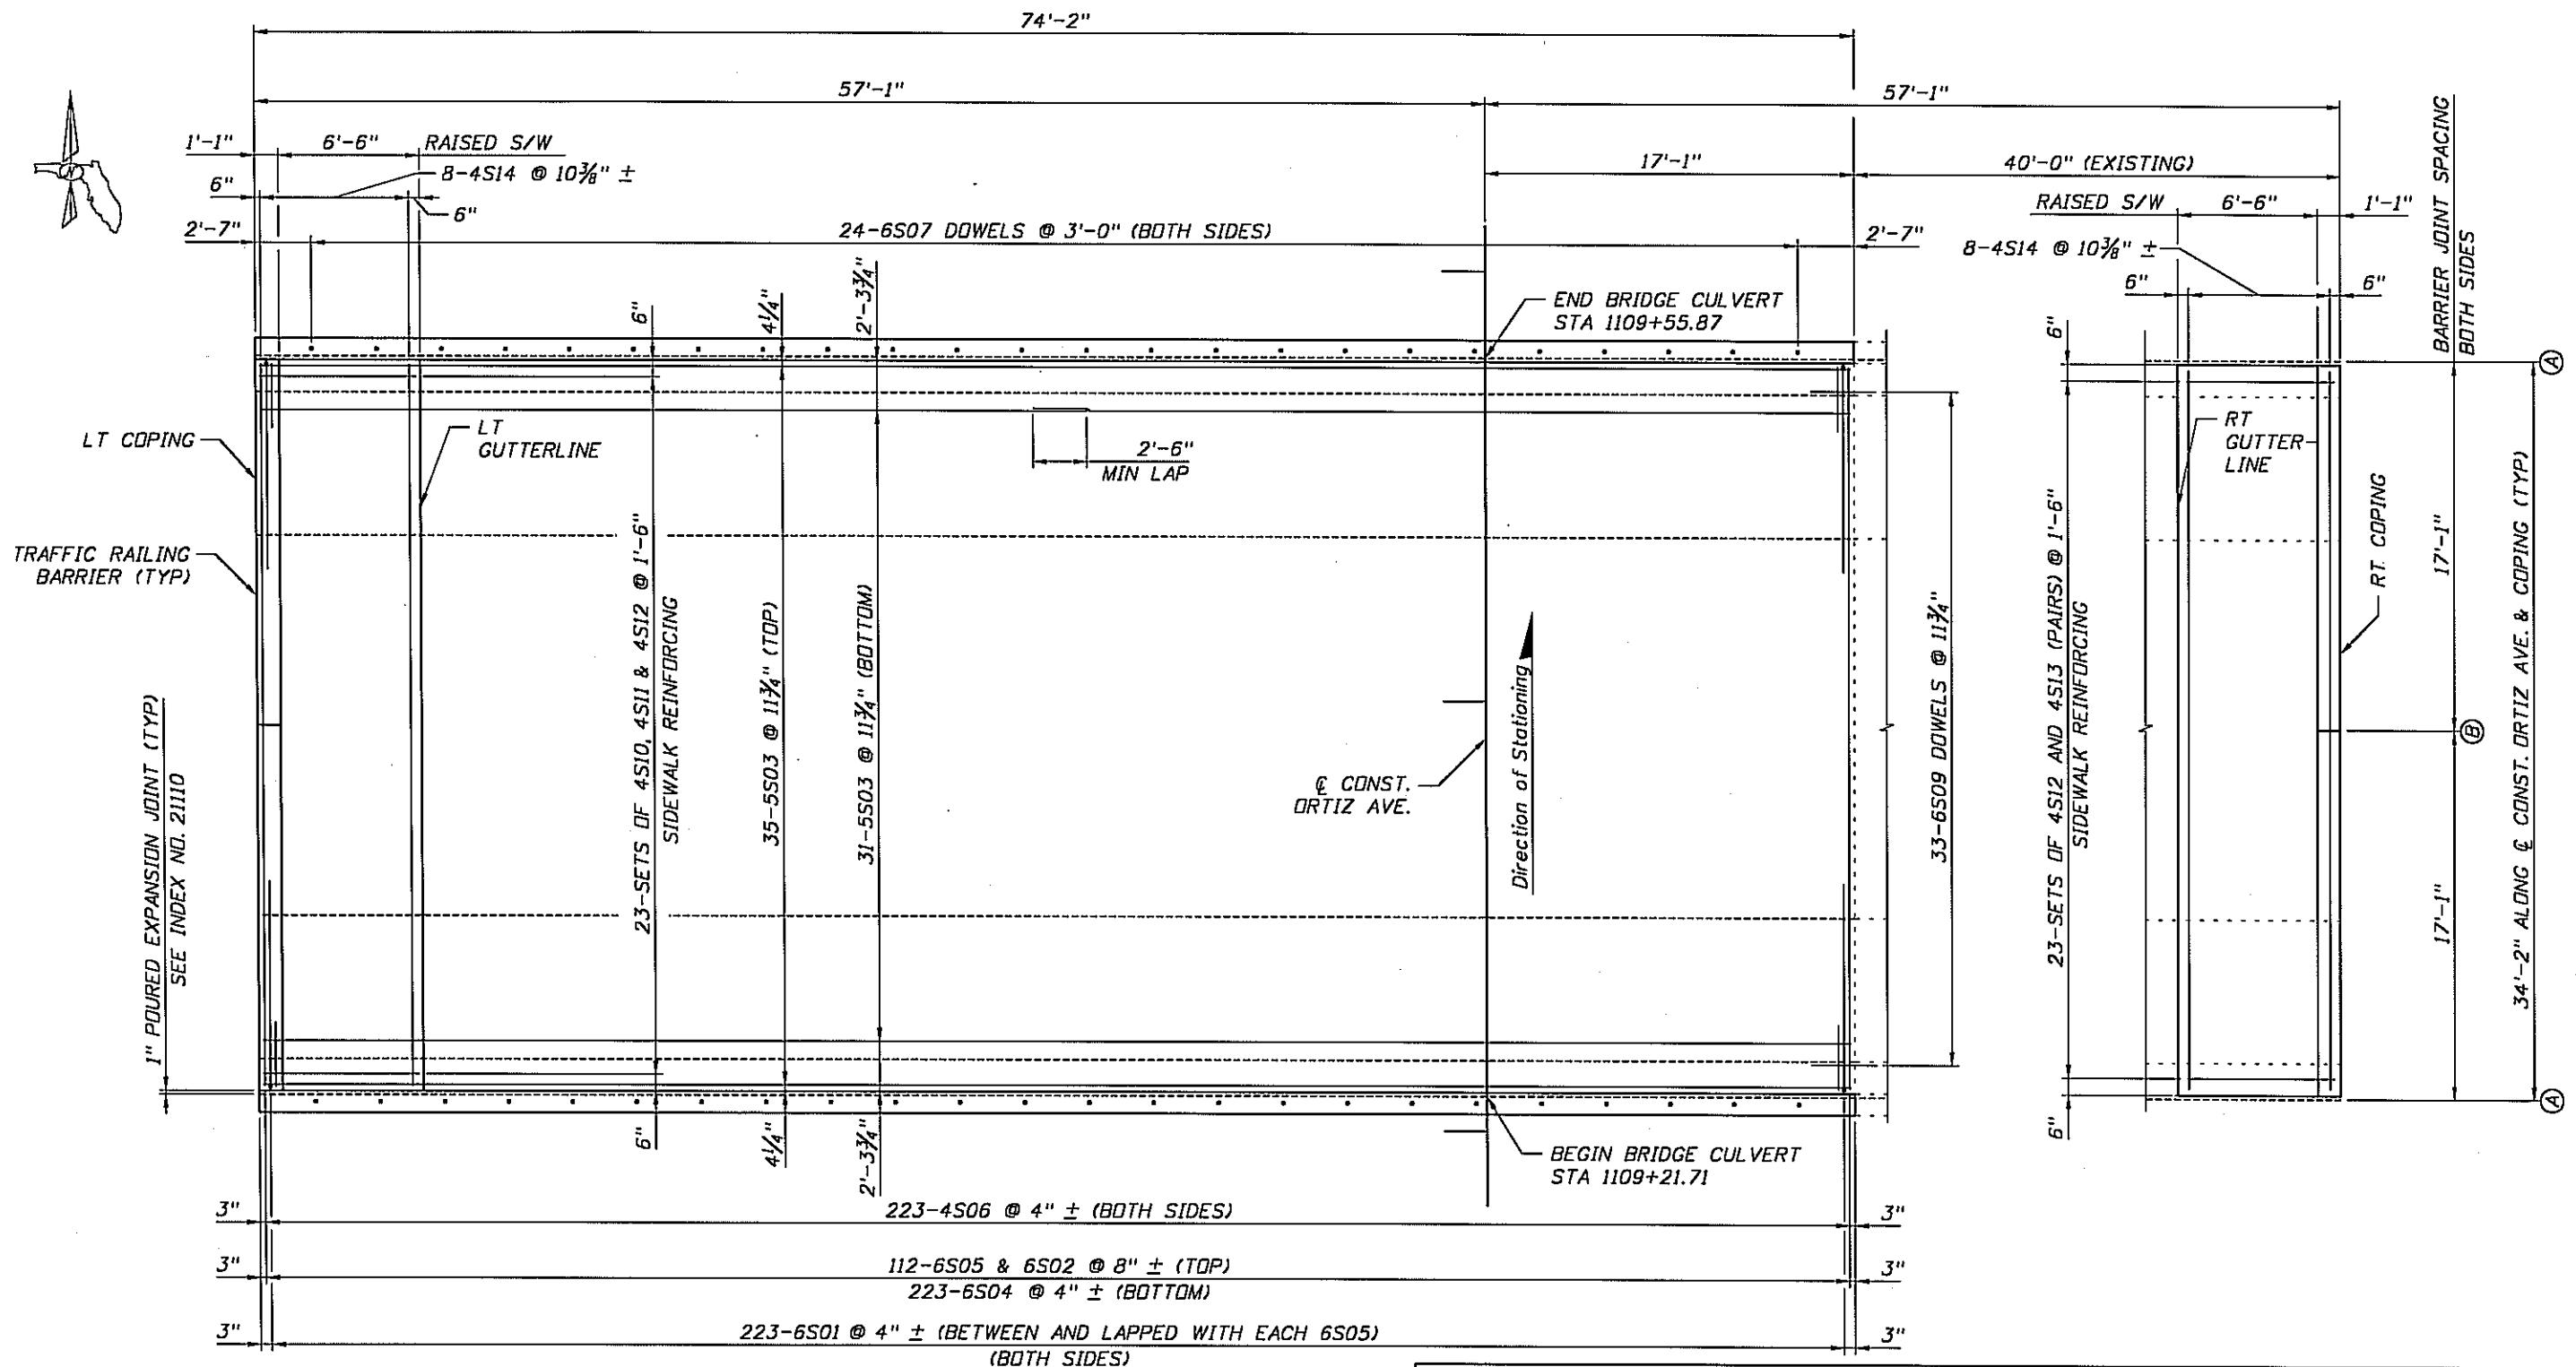 74'-2"
57'-1"
57'-1"
1'-1"
6'-6"
RAISED S/W
8-4S14 @ 10⅜" ±
6"
6"
17'-1"
40'-0" (EXISTING)
RAISED S/W
6'-6"
1'-1"
8-4S14 @ 10⅜" ±
6"
6"
2'-7"
24-6S07 DOWELS @ 3'-0" (BOTH SIDES)
2'-7"
BARRIER JOINT SPACING
BOTH SIDES
6"
4¼"
2'-3¾"
END BRIDGE CULVERT
STA 1109+55.87
6"
A
LT COPING
LT
GUTTERLINE
2'-6"
MIN LAP
RT
GUTTER
LINE
TRAFFIC RAILING
BARRIER (TYP)
23-SETS OF 4S10, 4S11 & 4S12 @ 1'-6"
SIDEWALK REINFORCING
35-5S03 @ 11¾" (TOP)
31-5S03 @ 11¾" (BOTTOM)
℄ CONST.
ORTIZ AVE.
Direction of Stationing
33-6S09 DOWELS @ 11¾"
23-SETS OF 4S12 AND 4S13 (PAIRS) @ 1'-6"
SIDEWALK REINFORCING
RT. COPING
17'-1"
B
17'-1"
34'-2" ALONG ℄ CONST. ORTIZ AVE. & COPING (TYP)
1" POURED EXPANSION JOINT (TYP)
SEE INDEX NO. 21110
6"
4¼"
2'-3¾"
BEGIN BRIDGE CULVERT
STA 1109+21.71
6"
A
3"
223-4S06 @ 4" ± (BOTH SIDES)
3"
3"
112-6S05 & 6S02 @ 8" ± (TOP)
3"
223-6S04 @ 4" ± (BOTTOM)
3"
223-6S01 @ 4" ± (BETWEEN AND LAPPED WITH EACH 6S05)
3"
(BOTH SIDES)